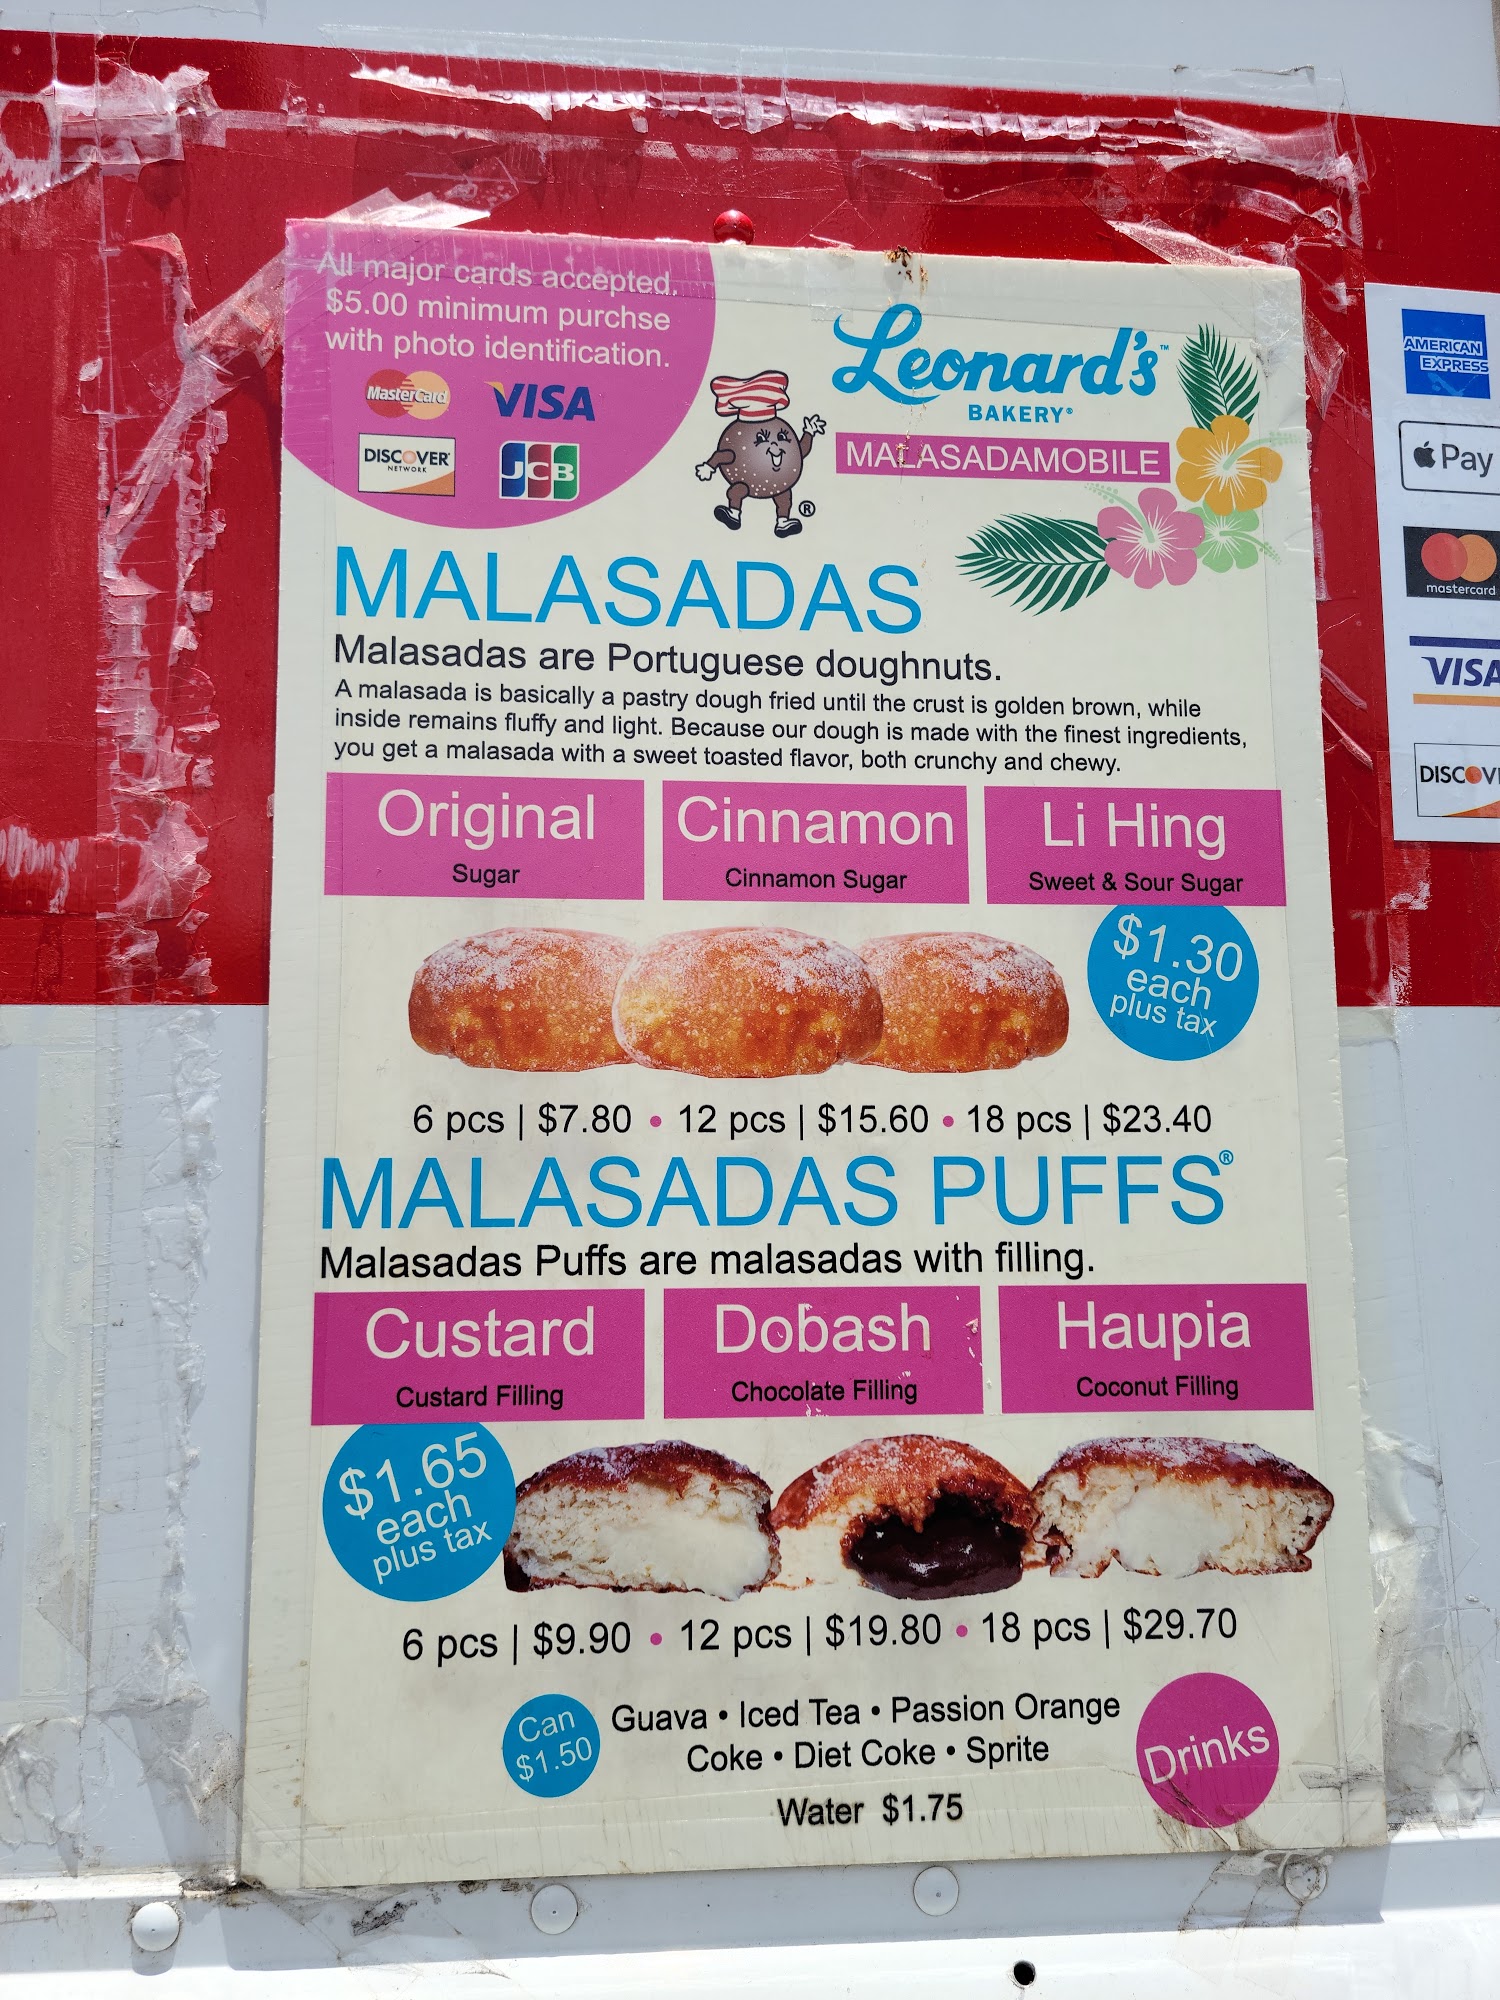 All major cards accepted.
$5.00 minimum purchse
with photo identification.
MasterCard VISA
DISCOVER
NETWORK
JCB
Leonard's™
BAKERY®
MALASADAMOBILE
®
MALASADAS
Malasadas are Portuguese doughnuts.
A malasada is basically a pastry dough fried until the crust is golden brown, while
inside remains fluffy and light. Because our dough is made with the finest ingredients,
you get a malasada with a sweet toasted flavor, both crunchy and chewy.
Original
Sugar
Cinnamon
Cinnamon Sugar
Li Hing
Sweet & Sour Sugar
$1.30
each
plus tax
6 pcs | $7.80 • 12 pcs | $15.60 • 18 pcs | $23.40
MALASADAS PUFFS®
Malasadas Puffs are malasadas with filling.
Custard
Custard Filling
Dobash
Chocolate Filling
Haupia
Coconut Filling
$1.65
each
plus tax
6 pcs | $9.90 • 12 pcs | $19.80 • 18 pcs | $29.70
Can
$1.50
Guava • Iced Tea • Passion Orange
Coke • Diet Coke • Sprite
Water $1.75
Drinks
AMERICAN
EXPRESS
Pay
mastercard
VISA
DISCOV